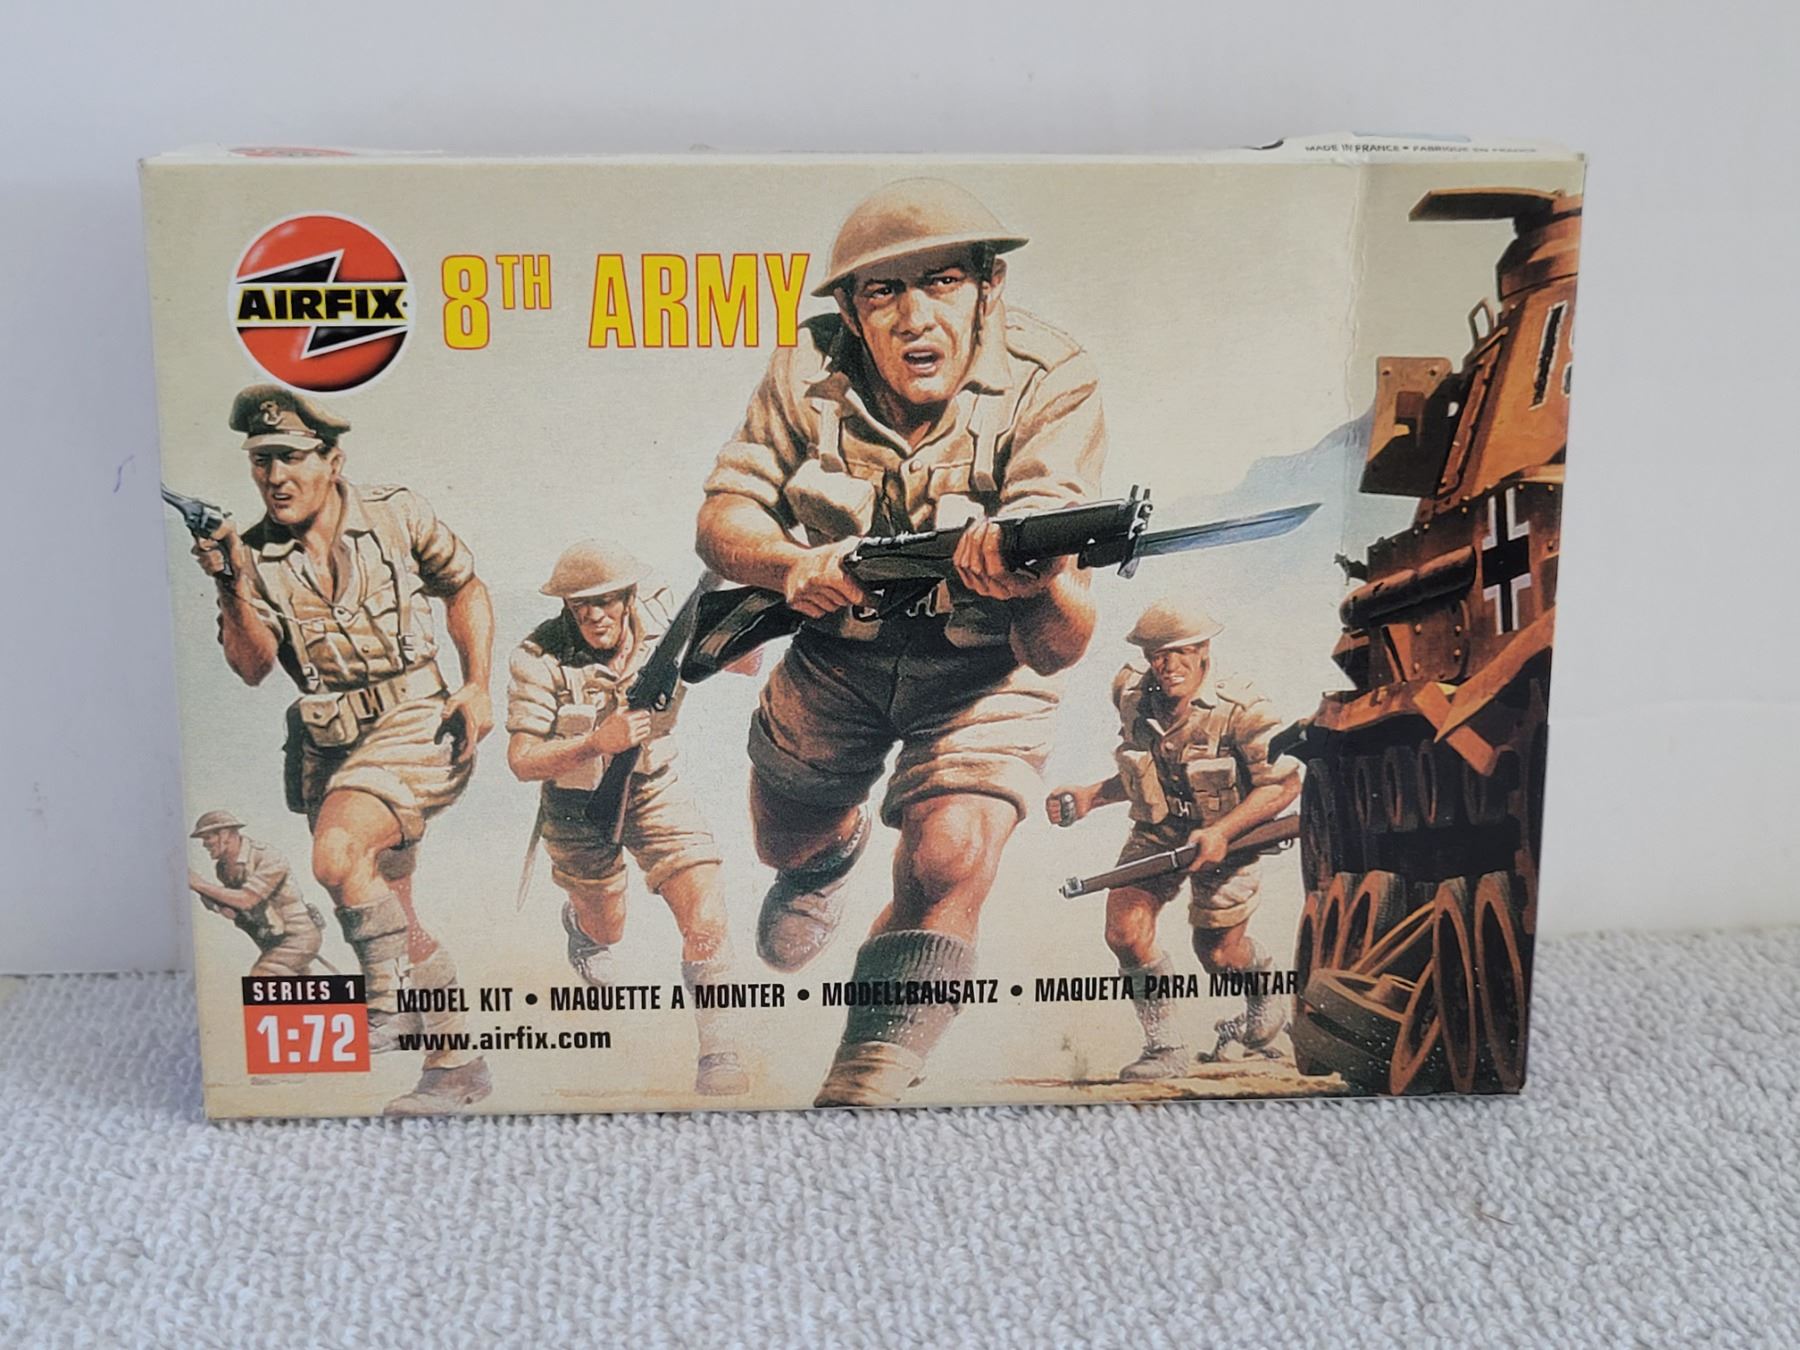 MADE IN FRANCE • FABRIQUE EN FRANCE
AIRFIX
8TH ARMY
SERIES 1
1:72
MODEL KIT • MAQUETTE A MONTER • MODELLBAUSATZ • MAQUETA PARA MONTAR
www.airfix.com